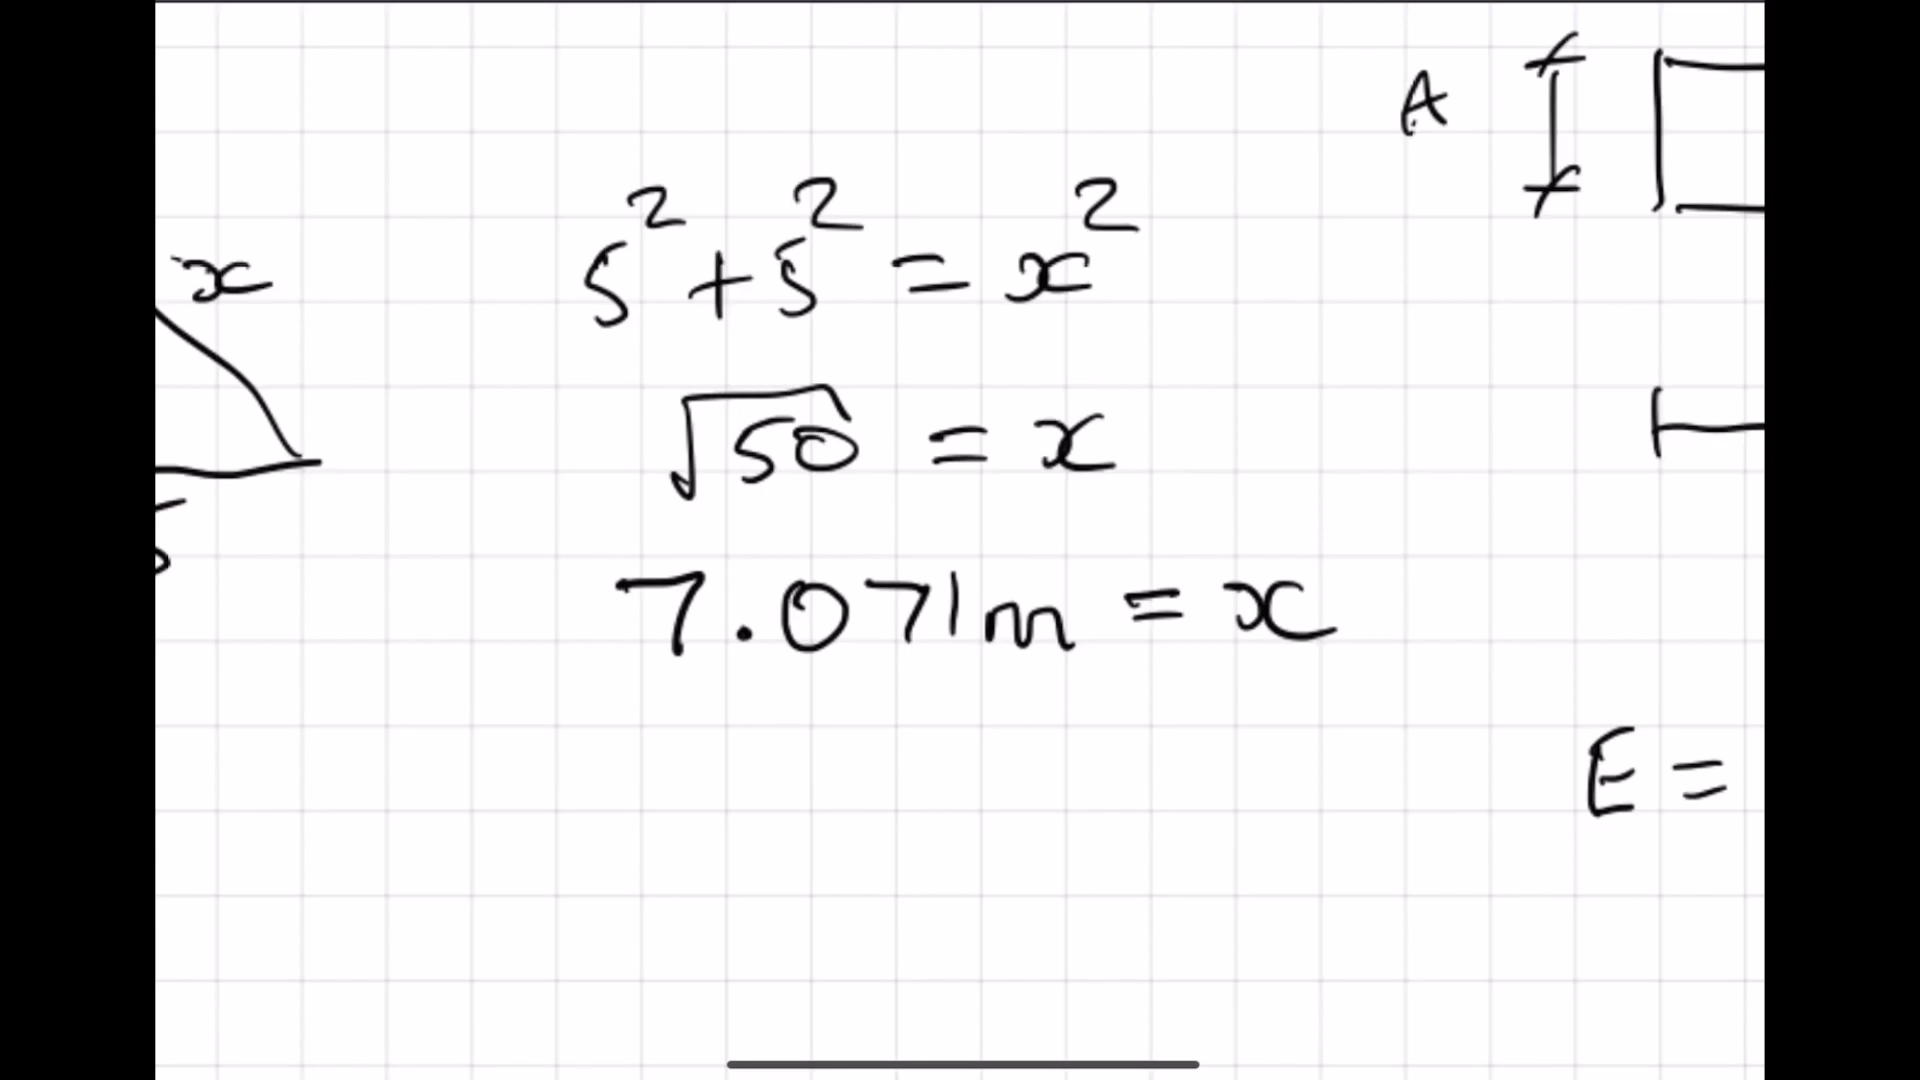 x
5² + 5² = x²
√50 = x
7.071m = x
A
E =